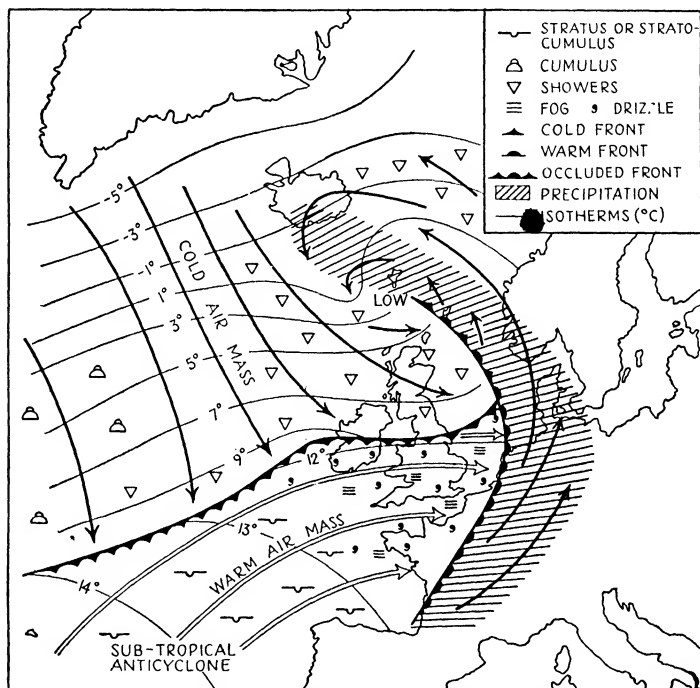 STRATUS OR STRATO-
CUMULUS
CUMULUS
SHOWERS
FOG DRIZZLE
COLD FRONT
WARM FRONT
OCCLUDED FRONT
PRECIPITATION
ISOTHERMS (°C)
-5°
-3°
-1°
1°
3°
5°
7°
9°
12°
13°
14°
COLD AIR MASS
LOW
WARM AIR MASS
SUB-TROPICAL
ANTICYCLONE